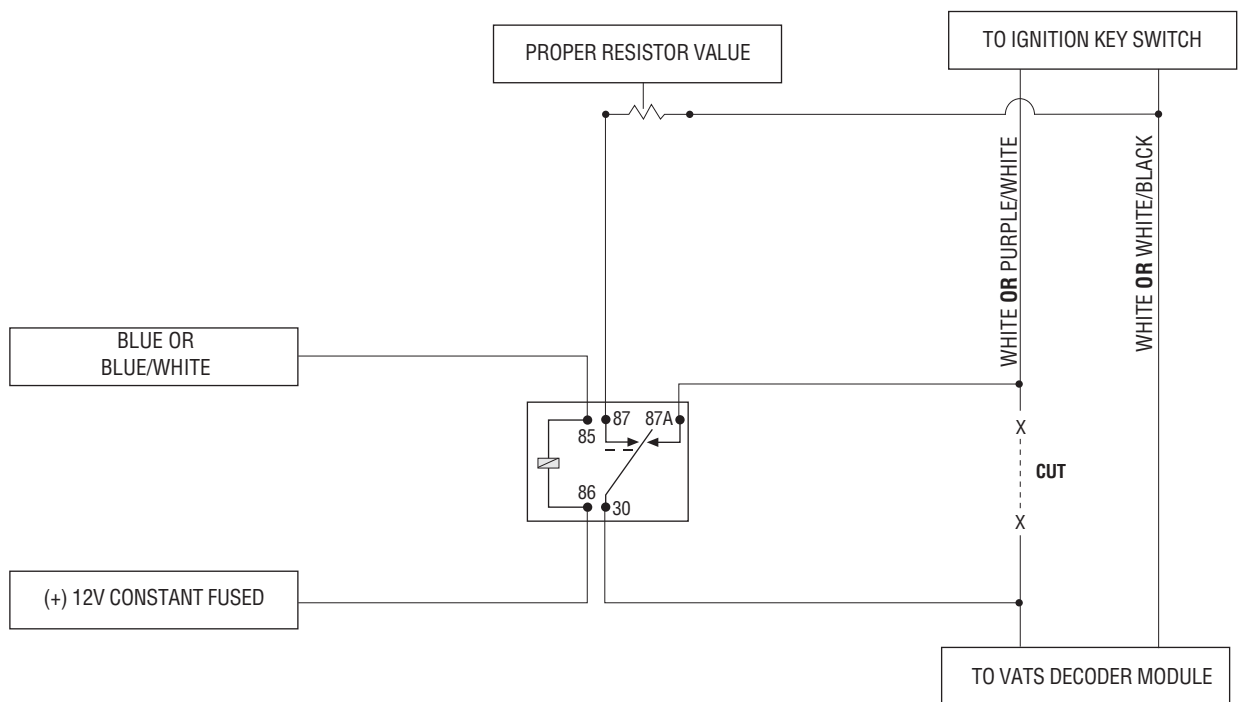 PROPER RESISTOR VALUE
TO IGNITION KEY SWITCH
WHITE OR PURPLE/WHITE
WHITE OR WHITE/BLACK
BLUE OR
BLUE/WHITE
87
87A
85
86
30
X
CUT
X
(+) 12V CONSTANT FUSED
TO VATS DECODER MODULE